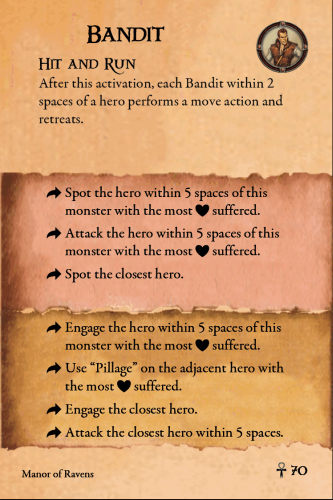 BANDIT
HIT AND RUN
After this activation, each Bandit within 2
spaces of a hero performs a move action and
retreats.
Spot the hero within 5 spaces of this
monster with the most ♥ suffered.
Attack the hero within 5 spaces of this
monster with the most ♥ suffered.
Spot the closest hero.
Engage the hero within 5 spaces of this
monster with the most ♥ suffered.
Use “Pillage” on the adjacent hero with
the most ♥ suffered.
Engage the closest hero.
Attack the closest hero within 5 spaces.
Manor of Ravens
☥ 70